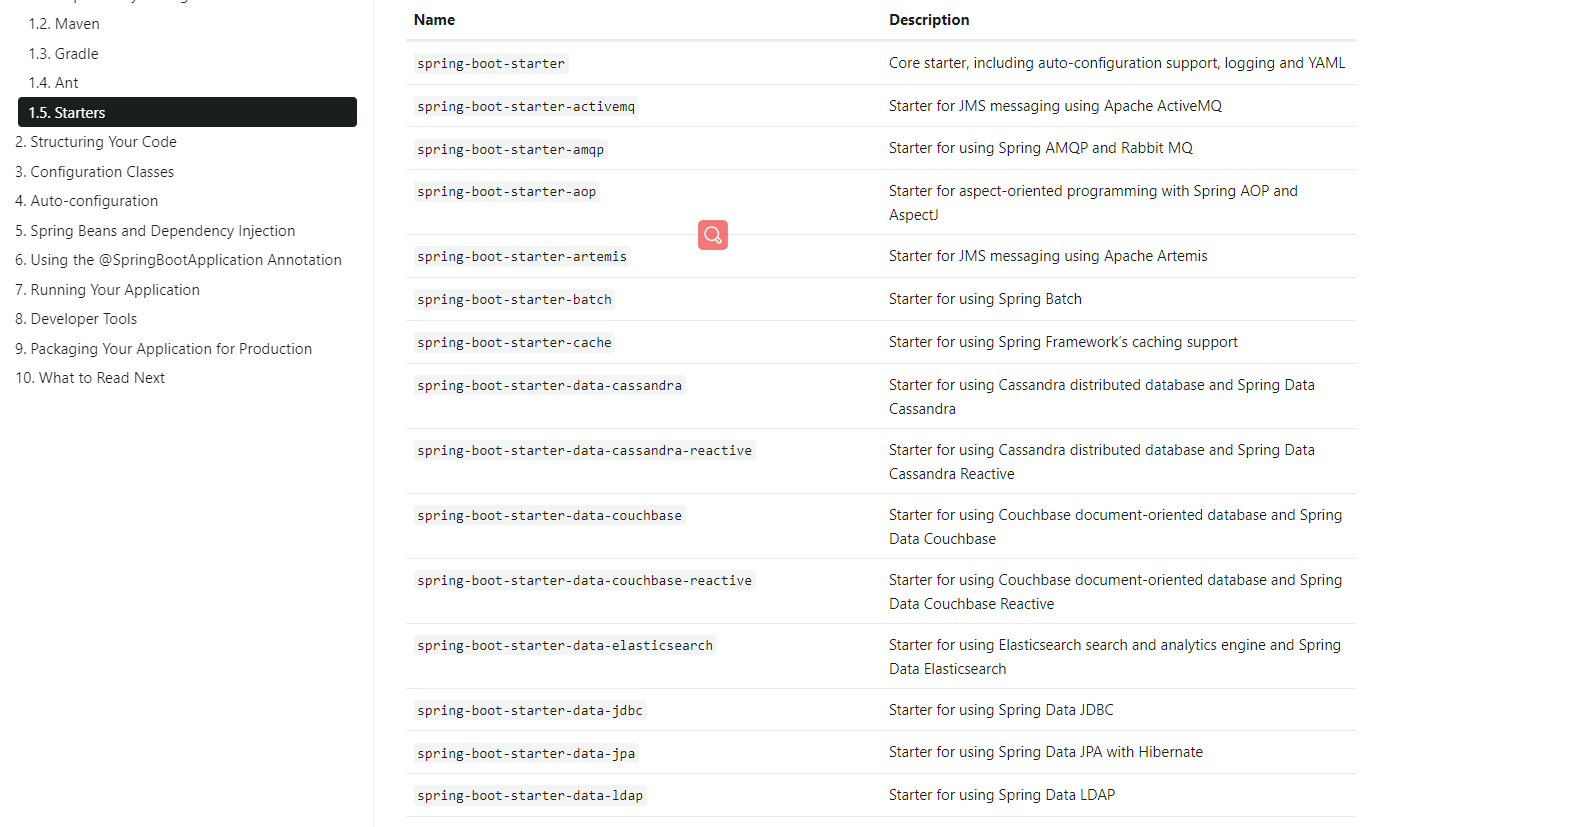 1.2. Maven
1.3. Gradle
1.4. Ant
1.5. Starters
2. Structuring Your Code
3. Configuration Classes
4. Auto-configuration
5. Spring Beans and Dependency Injection
6. Using the @SpringBootApplication Annotation
7. Running Your Application
8. Developer Tools
9. Packaging Your Application for Production
10. What to Read Next
Name Description
spring-boot-starter Core starter, including auto-configuration support, logging and YAML
spring-boot-starter-activemq Starter for JMS messaging using Apache ActiveMQ
spring-boot-starter-amqp Starter for using Spring AMQP and Rabbit MQ
spring-boot-starter-aop Starter for aspect-oriented programming with Spring AOP and
AspectJ
spring-boot-starter-artemis Starter for JMS messaging using Apache Artemis
spring-boot-starter-batch Starter for using Spring Batch
spring-boot-starter-cache Starter for using Spring Framework’s caching support
spring-boot-starter-data-cassandra Starter for using Cassandra distributed database and Spring Data
Cassandra
spring-boot-starter-data-cassandra-reactive Starter for using Cassandra distributed database and Spring Data
Cassandra Reactive
spring-boot-starter-data-couchbase Starter for using Couchbase document-oriented database and Spring
Data Couchbase
spring-boot-starter-data-couchbase-reactive Starter for using Couchbase document-oriented database and Spring
Data Couchbase Reactive
spring-boot-starter-data-elasticsearch Starter for using Elasticsearch search and analytics engine and Spring
Data Elasticsearch
spring-boot-starter-data-jdbc Starter for using Spring Data JDBC
spring-boot-starter-data-jpa Starter for using Spring Data JPA with Hibernate
spring-boot-starter-data-ldap Starter for using Spring Data LDAP